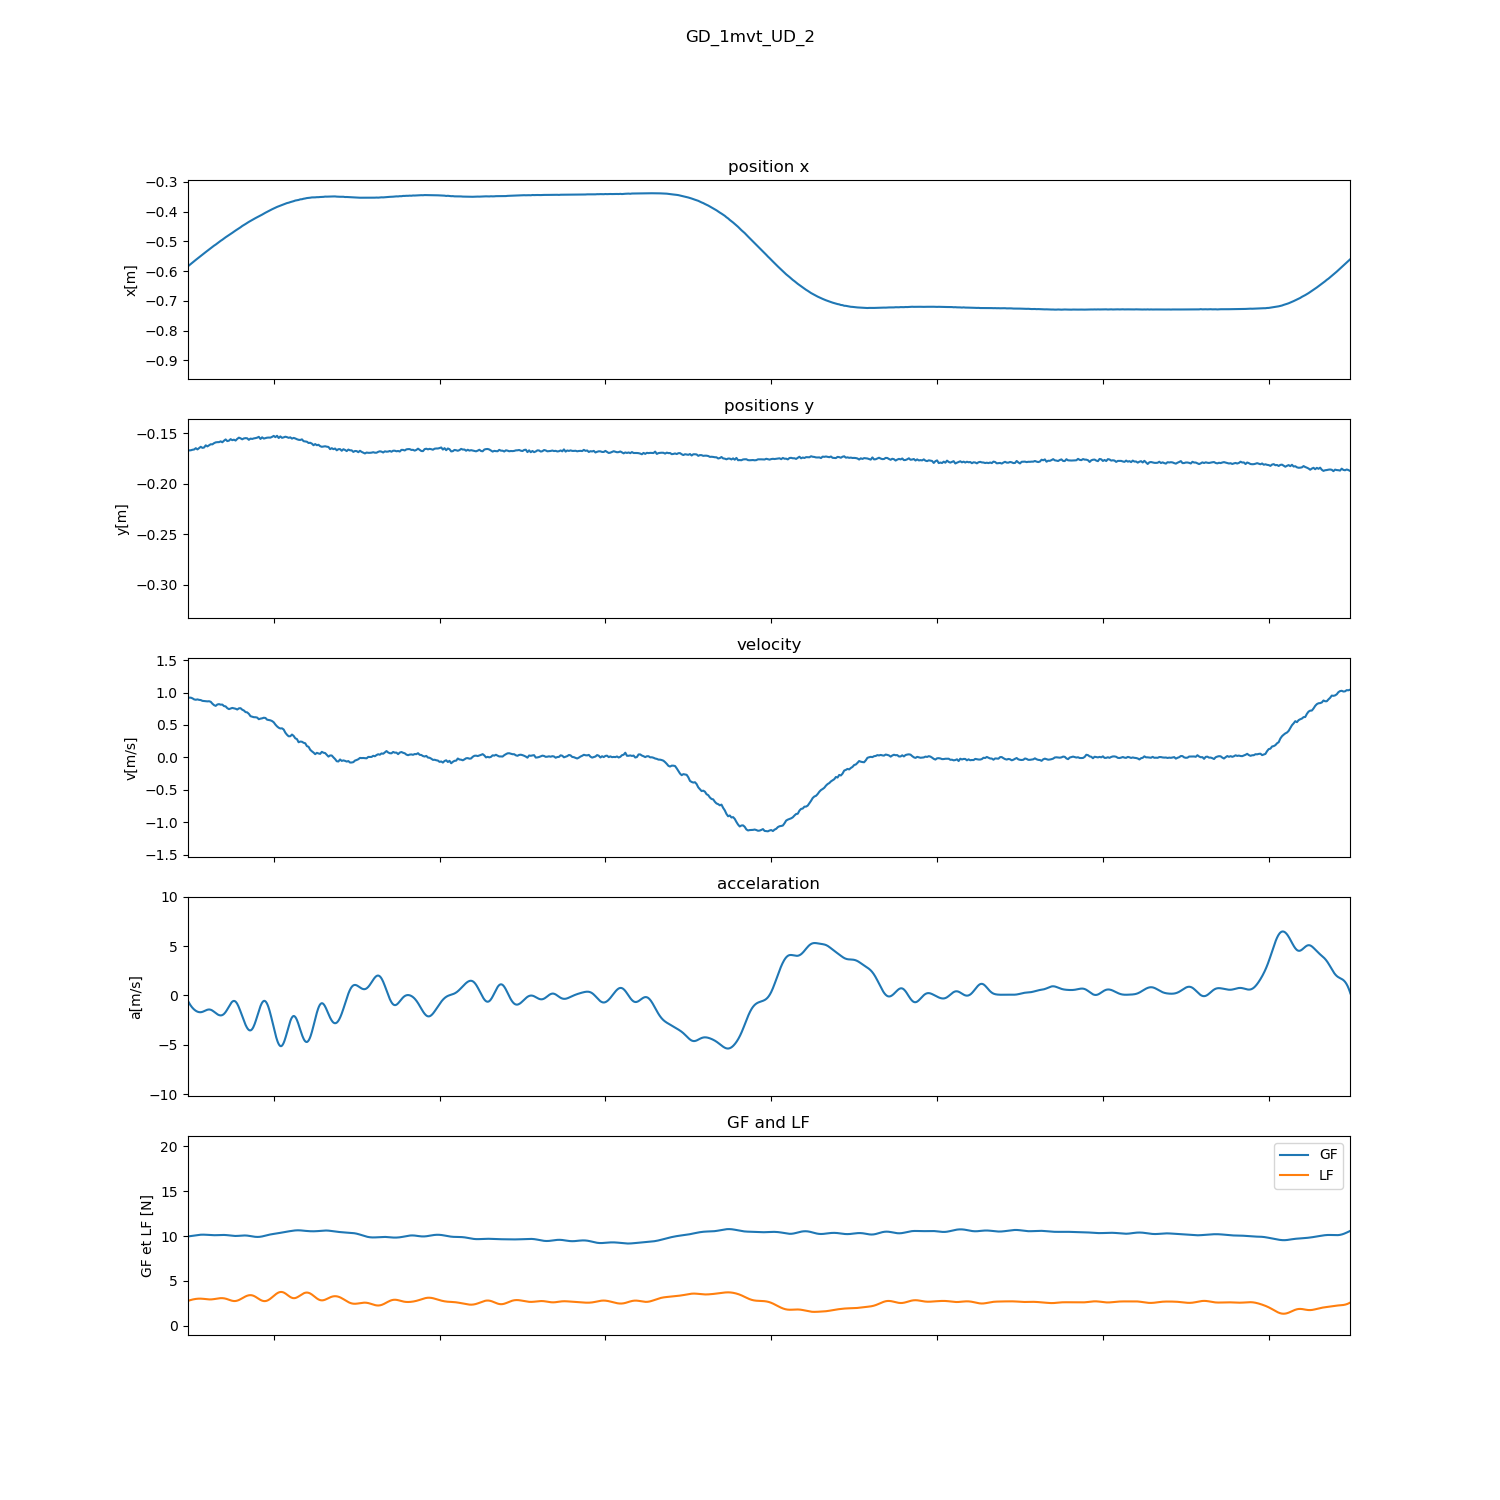 GD_1mvt_UD_2
position x
−0.3
−0.4
−0.5
−0.6
−0.7
−0.8
−0.9
x[m]
positions y
−0.15
−0.20
−0.25
−0.30
y[m]
velocity
1.5
1.0
0.5
0.0
−0.5
−1.0
−1.5
v[m/s]
accelaration
10
5
0
−5
−10
a[m/s]
GF and LF
20
15
10
5
0
GF et LF [N]
GF
LF